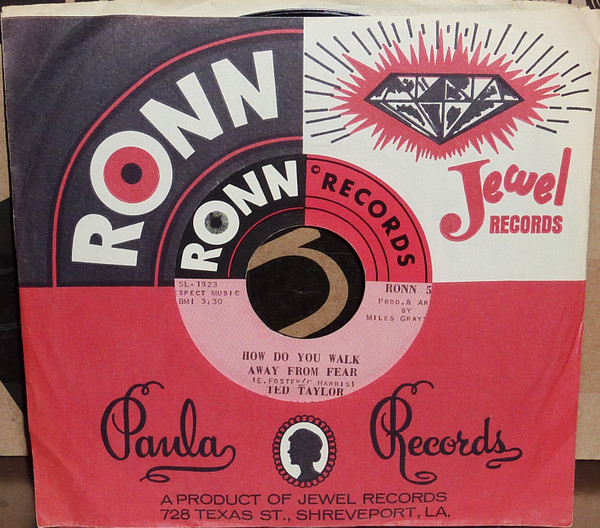 RONN
Jewel
RECORDS
RONN © RECORDS
SL-1923
SPECT MUSIC
BMI 3:30
RONN 5
PROD. & AR
BY
MILES GRAYS
HOW DO YOU WALK
AWAY FROM FEAR
(E. FOSTER/ HARRIS)
TED TAYLOR
Paula Records
A PRODUCT OF JEWEL RECORDS
728 TEXAS ST., SHREVEPORT, LA.